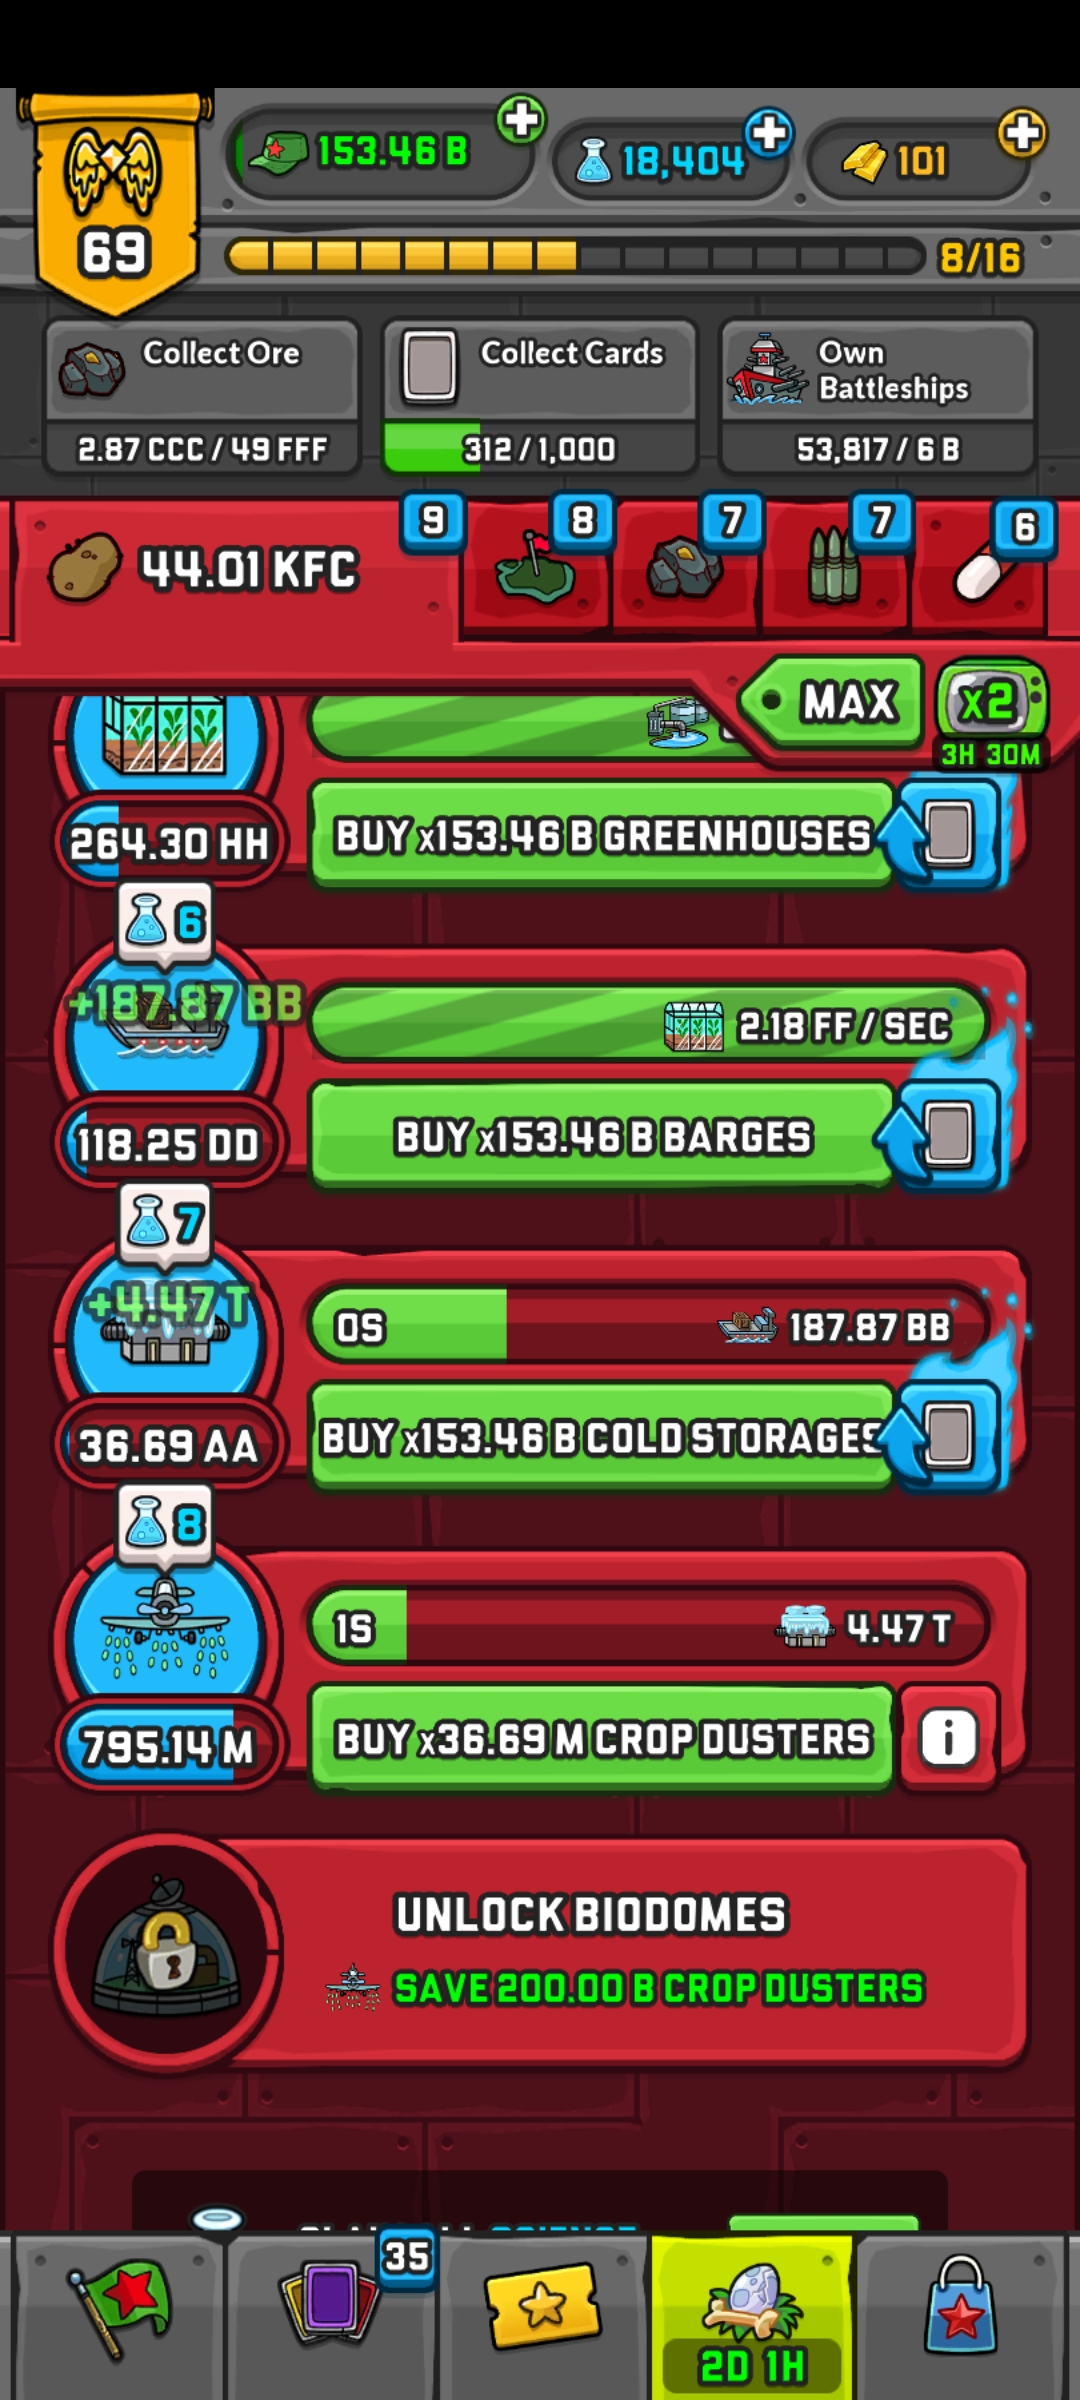 153.46 B
18,404
101
69
8/16
Collect Ore
2.87 CCC / 49 FFF
Collect Cards
312 / 1,000
Own
Battleships
53,817 / 6 B
44.01 KFC
9
8
7
7
6
MAX
x2
3H 30M
264.30 HH
BUY x153.46 B GREENHOUSES
6
+187.87 BB
2.18 FF / SEC
118.25 DD
BUY x153.46 B BARGES
7
+4.47 T
0S
187.87 BB
36.69 AA
BUY x153.46 B COLD STORAGES
8
1S
4.47 T
795.14 M
BUY x36.69 M CROP DUSTERS
i
UNLOCK BIODOMES
SAVE 200.00 B CROP DUSTERS
35
2D 1H